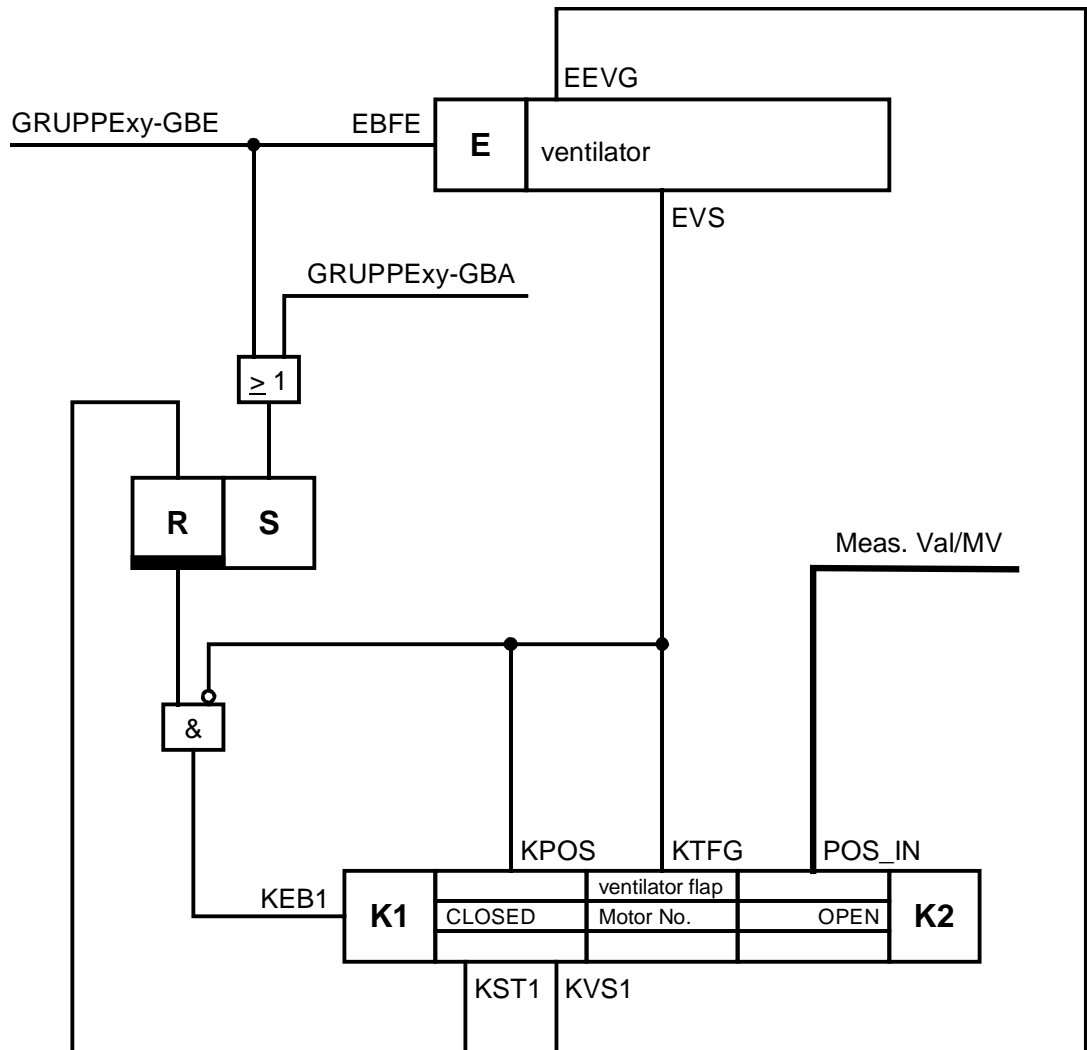 EEVG
GRUPPExy-GBE
EBFE
E
ventilator
EVS
GRUPPExy-GBA
≥ 1
R
S
Meas. Val/MV
&
KPOS
KTFG
POS_IN
KEB1
K1
ventilator flap
CLOSED
Motor No.
OPEN
K2
KST1
KVS1